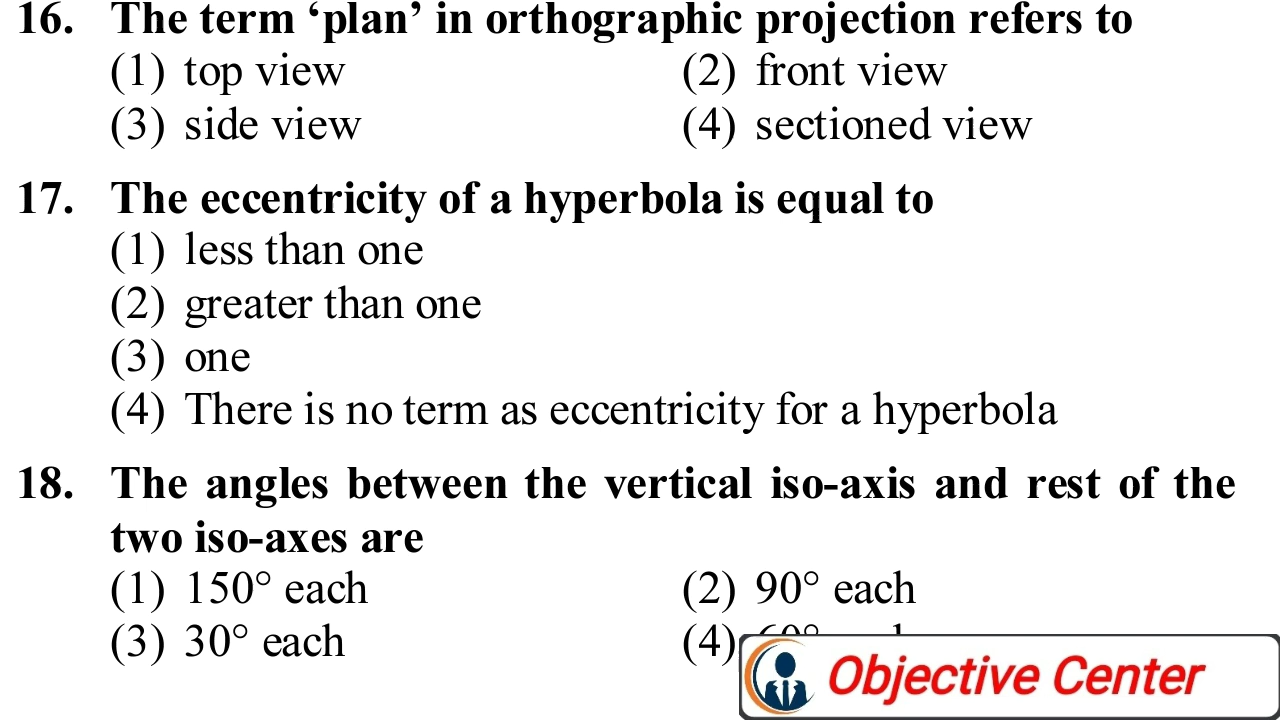 16. The term ‘plan’ in orthographic projection refers to
(1) top view (2) front view
(3) side view (4) sectioned view
17. The eccentricity of a hyperbola is equal to
(1) less than one
(2) greater than one
(3) one
(4) There is no term as eccentricity for a hyperbola
18. The angles between the vertical iso-axis and rest of the
two iso-axes are
(1) 150° each (2) 90° each
(3) 30° each (4)
Objective Center